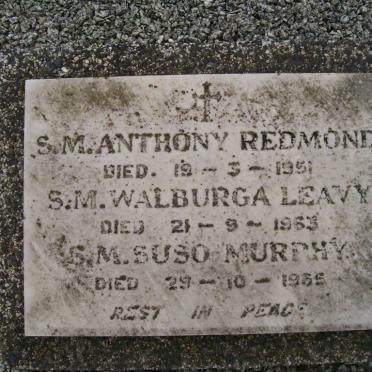 S.M. ANTHONY REDMOND
DIED. 19 - 3 - 1951
S.M. WALBURGA LEAVY
DIED 21 - 9 - 1953
S.M. SUSO MURPHY
DIED 29 - 10 - 1965
REST IN PEACE